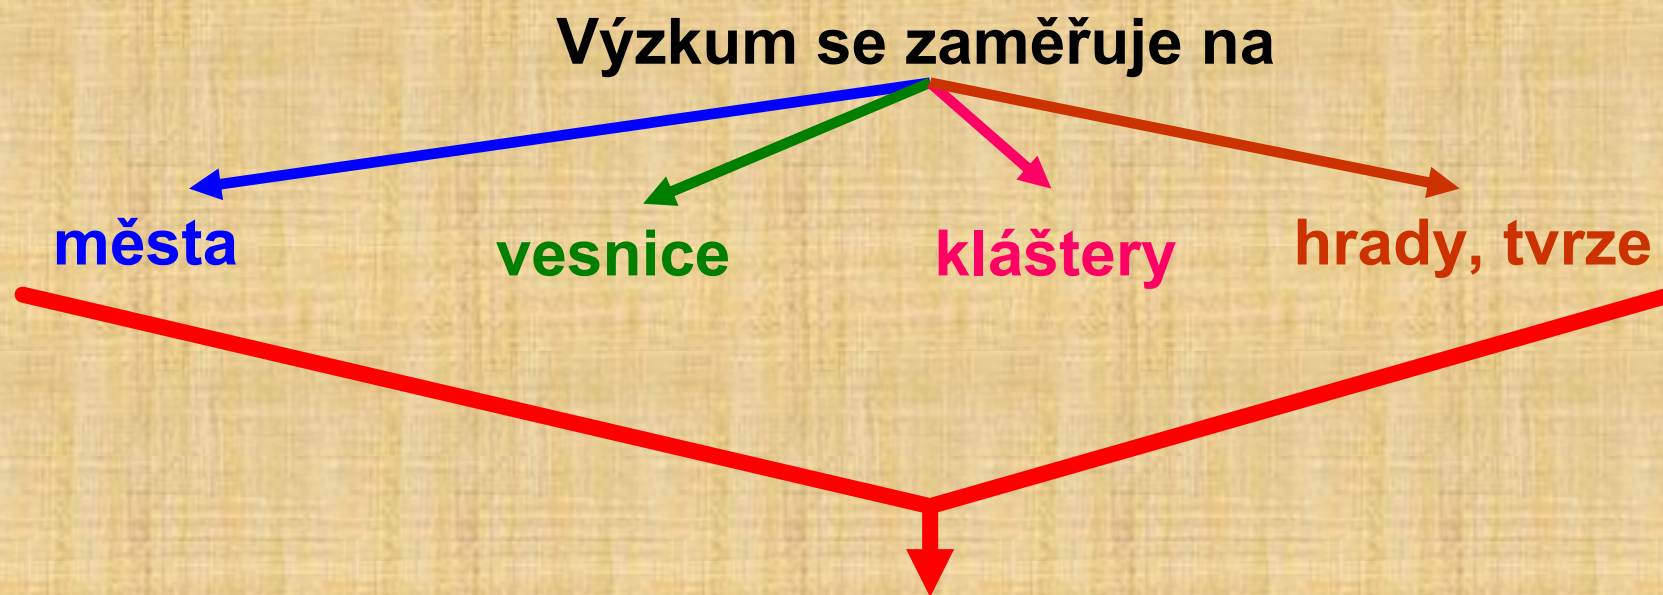 Výzkum se zaměřuje na
města
vesnice
kláštery
hrady, tvrze